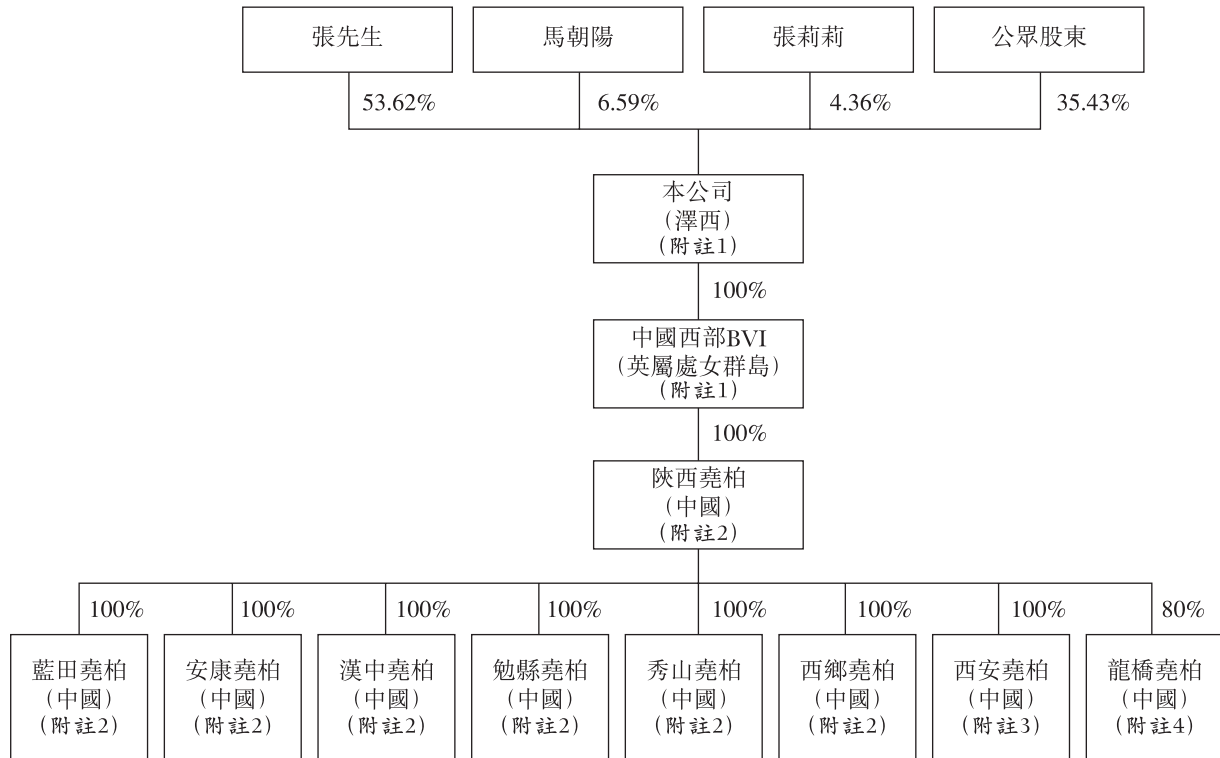 張先生
馬朝陽
張莉莉
公眾股東
53.62%
6.59%
4.36%
35.43%
本公司
（澤西）
（附註1）
100%
中國西部BVI
（英屬處女群島）
（附註1）
100%
陝西堯柏
（中國）
（附註2）
100%
100%
100%
100%
100%
100%
100%
80%
藍田堯柏
（中國）
（附註2）
安康堯柏
（中國）
（附註2）
漢中堯柏
（中國）
（附註2）
勉縣堯柏
（中國）
（附註2）
秀山堯柏
（中國）
（附註2）
西鄉堯柏
（中國）
（附註2）
西安堯柏
（中國）
（附註3）
龍橋堯柏
（中國）
（附註4）